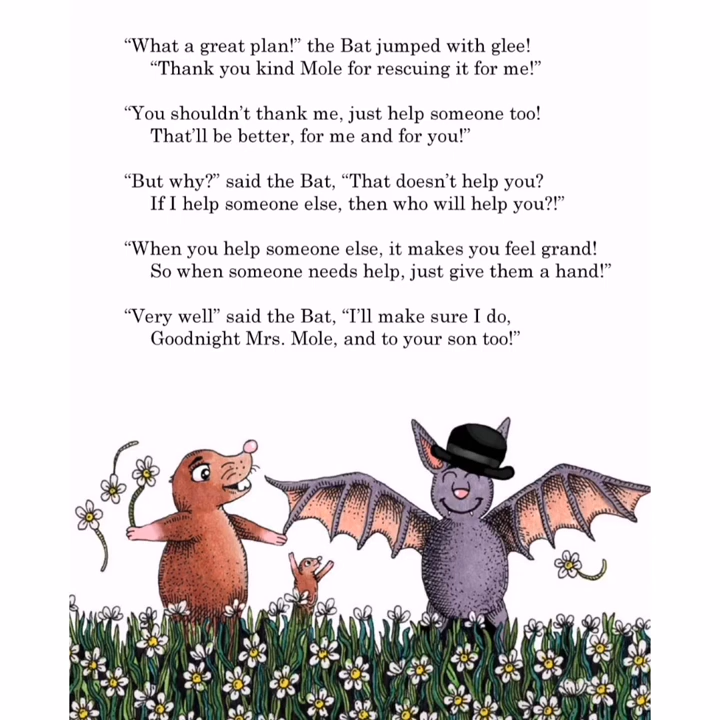 “What a great plan!” the Bat jumped with glee!
“Thank you kind Mole for rescuing it for me!”
“You shouldn’t thank me, just help someone too!
That’ll be better, for me and for you!”
“But why?” said the Bat, “That doesn’t help you?
If I help someone else, then who will help you?!”
“When you help someone else, it makes you feel grand!
So when someone needs help, just give them a hand!”
“Very well” said the Bat, “I’ll make sure I do,
Goodnight Mrs. Mole, and to your son too!”